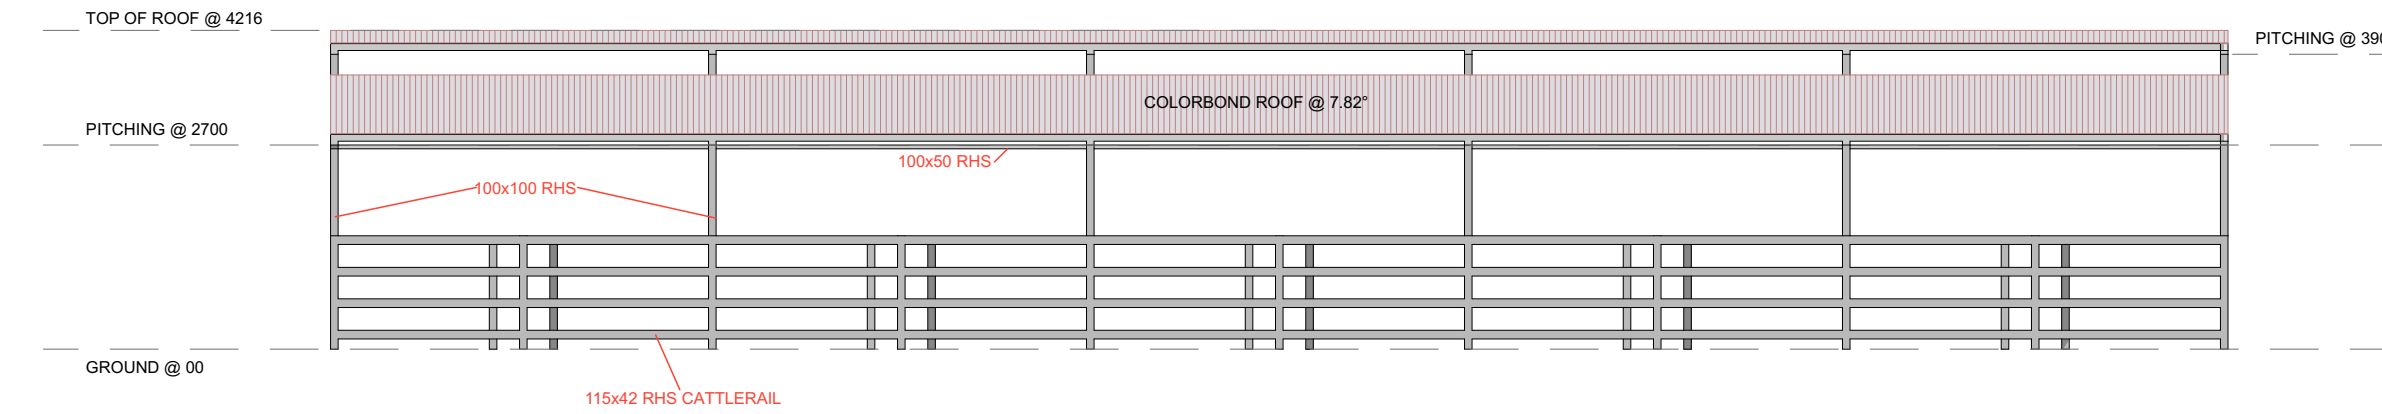 TOP OF ROOF @ 4216
PITCHING @
COLORBOND ROOF @ 7.82°
PITCHING @ 2700
100x50 RHS
100x100 RHS
GROUND @ 00
115x42 RHS CATTLERAIL